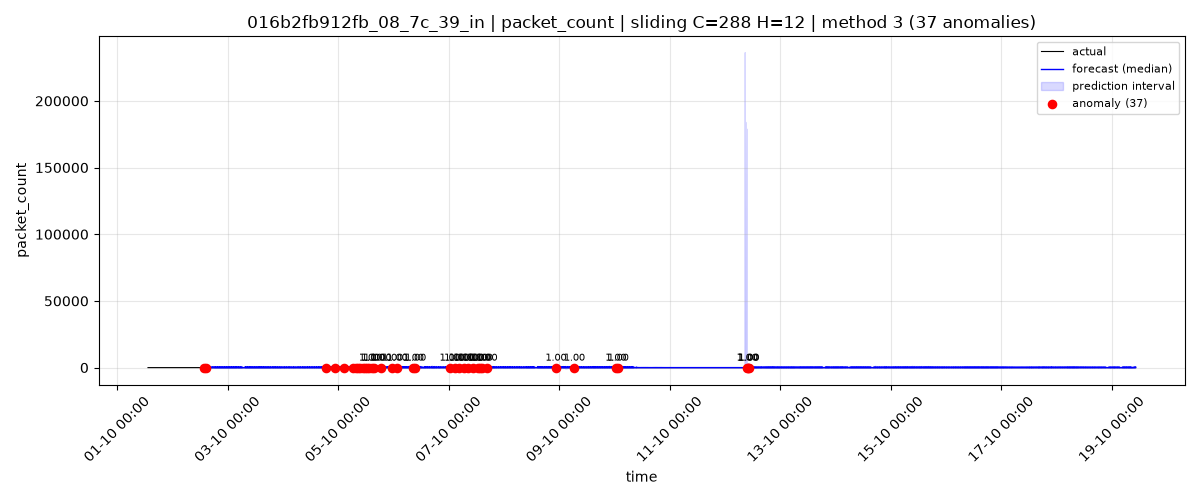 016b2fb912fb_08_7c_39_in | packet_count | sliding C=288 H=12 | method 3 (37 anomalies)
actual
forecast (median)
prediction interval
anomaly (37)
packet_count
200000
150000
100000
50000
0
1.00
1.00
1.00
1.00
1.00
01-10 00:00
03-10 00:00
05-10 00:00
07-10 00:00
09-10 00:00
11-10 00:00
13-10 00:00
15-10 00:00
17-10 00:00
19-10 00:00
time